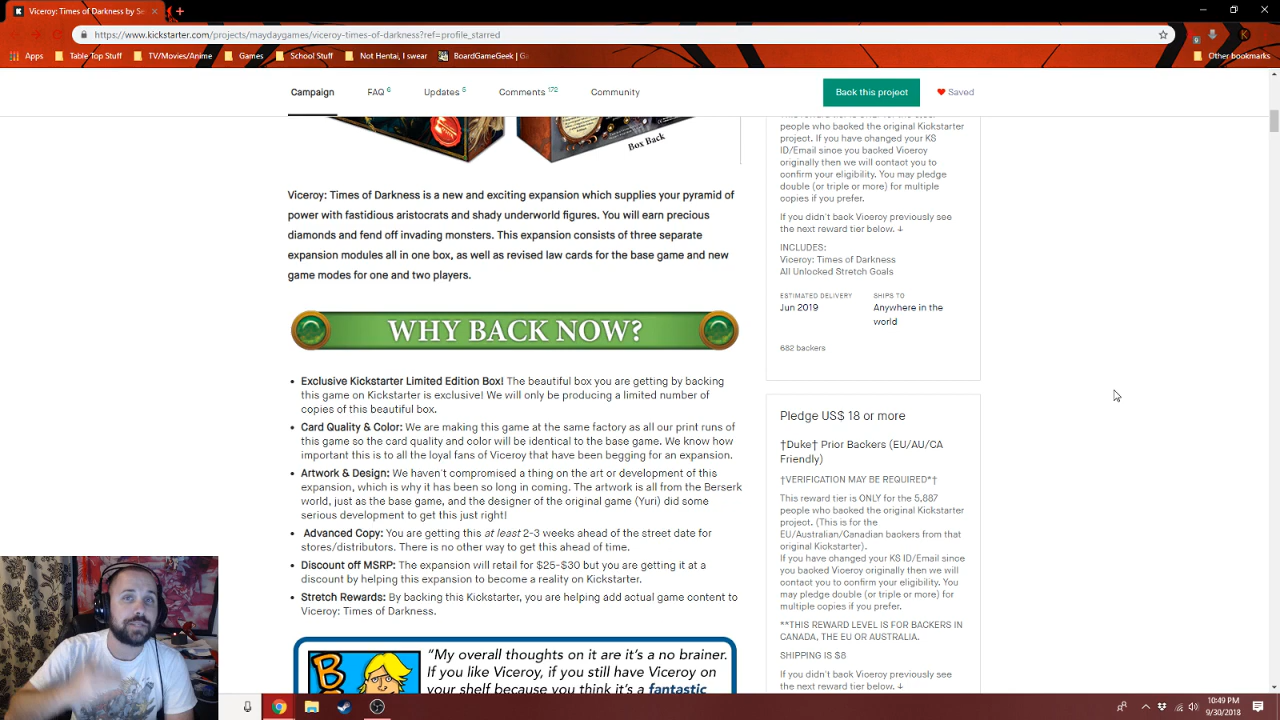 Viceroy: Times of Darkness by Se
https://www.kickstarter.com/projects/maydaygames/viceroy-times-of-darkness?ref=profile_starred
Apps
Table Top Stuff
TV/Movies/Anime
Games
School Stuff
Not Hentai, I swear
BoardGameGeek | Ga
Other bookmarks
Campaign
FAQ 6
Updates 5
Comments 172
Community
Back this project
Saved
Box Back
Viceroy: Times of Darkness is a new and exciting expansion which supplies your pyramid of
power with fastidious aristocrats and shady underworld figures. You will earn precious
diamonds and fend off invading monsters. This expansion consists of three separate
expansion modules all in one box, as well as revised law cards for the base game and new
game modes for one and two players.
WHY BACK NOW?
• Exclusive Kickstarter Limited Edition Box! The beautiful box you are getting by backing
this game on Kickstarter is exclusive! We will only be producing a limited number of
copies of this beautiful box.
• Card Quality & Color: We are making this game at the same factory as all our print runs of
this game so the card quality and color will be identical to the base game. We know how
important this is to all the loyal fans of Viceroy that have been begging for an expansion.
• Artwork & Design: We haven't compromised a thing on the art or development of this
expansion, which is why it has been so long in coming. The artwork is all from the Berserk
world, just as the base game, and the designer of the original game (Yuri) did some
serious development to get this just right!
• Advanced Copy: You are getting this at least 2-3 weeks ahead of the street date for
stores/distributors. There is no other way to get this ahead of time.
• Discount off MSRP: The expansion will retail for $25-$30 but you are getting it at a
discount by helping this expansion to become a reality on Kickstarter.
• Stretch Rewards: By backing this Kickstarter, you are helping add actual game content to
Viceroy: Times of Darkness.
"My overall thoughts on it are it's a no brainer.
If you like Viceroy, if you still have Viceroy on
your shelf because you think it's a fantastic
people who backed the original Kickstarter
project. If you have changed your KS
ID/Email since you backed Viceroy
originally then we will contact you to
confirm your eligibility. You may pledge
double (or triple or more) for multiple
copies if you prefer.
If you didn't back Viceroy previously see
the next reward tier below. ↓
INCLUDES:
Viceroy: Times of Darkness
All Unlocked Stretch Goals
ESTIMATED DELIVERY
Jun 2019
SHIPS TO
Anywhere in the
world
682 backers
Pledge US$ 18 or more
†Duke† Prior Backers (EU/AU/CA
Friendly)
†VERIFICATION MAY BE REQUIRED*†
This reward tier is ONLY for the 5,887
people who backed the original Kickstarter
project. (This is for the
EU/Australian/Canadian backers from that
original Kickstarter).
If you have changed your KS ID/Email since
you backed Viceroy originally then we will
contact you to confirm your eligibility. You
may pledge double (or triple or more) for
multiple copies if you prefer.
**THIS REWARD LEVEL IS FOR BACKERS IN
CANADA, THE EU OR AUSTRALIA.
SHIPPING IS $8
If you didn't back Viceroy previously see
the next reward tier below. ↓
10:49 PM
9/30/2018